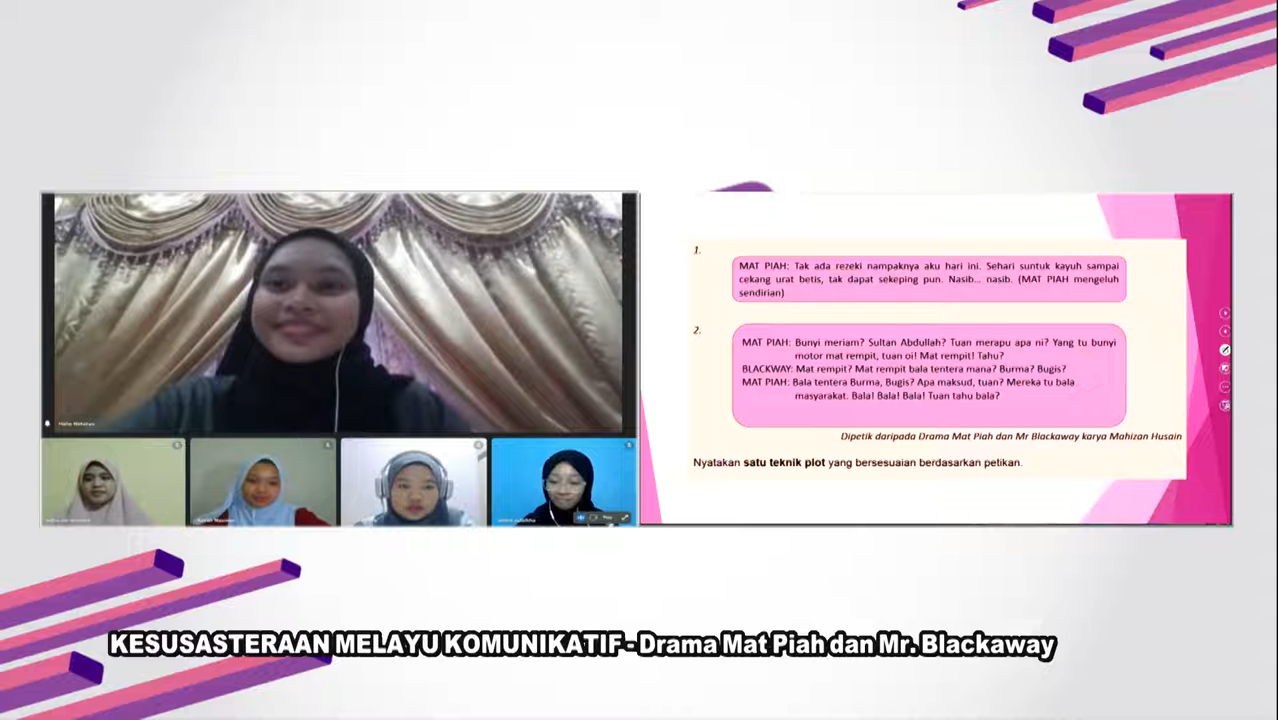 1.
MAT PIAH: Tak ada rezeki nampaknya aku hari ini. Sehari suntuk kayuh sampai
cekang urat betis, tak dapat sekeping pun. Nasib... nasib. (MAT PIAH mengeluh
sendirian)
2.
MAT PIAH: Bunyi meriam? Sultan Abdullah? Tuan merapu apa ni? Yang tu bunyi
motor mat rempit, tuan oi! Mat rempit! Tahu?
BLACKWAY: Mat rempit? Mat rempit bala tentera mana? Burma? Bugis?
MAT PIAH: Bala tentera Burma, Bugis? Apa maksud, tuan? Mereka tu bala
masyarakat. Bala! Bala! Bala! Tuan tahu bala?
Dipetik daripada Drama Mat Piah dan Mr Blackaway karya Mahizan Husain
Nyatakan satu teknik plot yang bersesuaian berdasarkan petikan.
KESUSASTERAAN MELAYU KOMUNIKATIF - Drama Mat Piah dan Mr. Blackaway